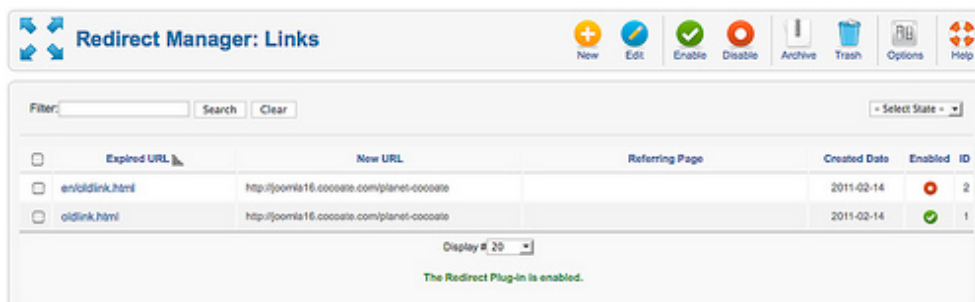 Redirect Manager: Links
New Edit Enable Disable Archive Trash Options Help
Filter: Search Clear - Select State -
Expired URL New URL Referring Page Created Date Enabled ID
en/oldlink.html http://joomla16.cocoate.com/planet-cocoate 2011-02-14 2
oldlink.html http://joomla16.cocoate.com/planet-cocoate 2011-02-14 1
Display # 20
The Redirect Plug-in is enabled.